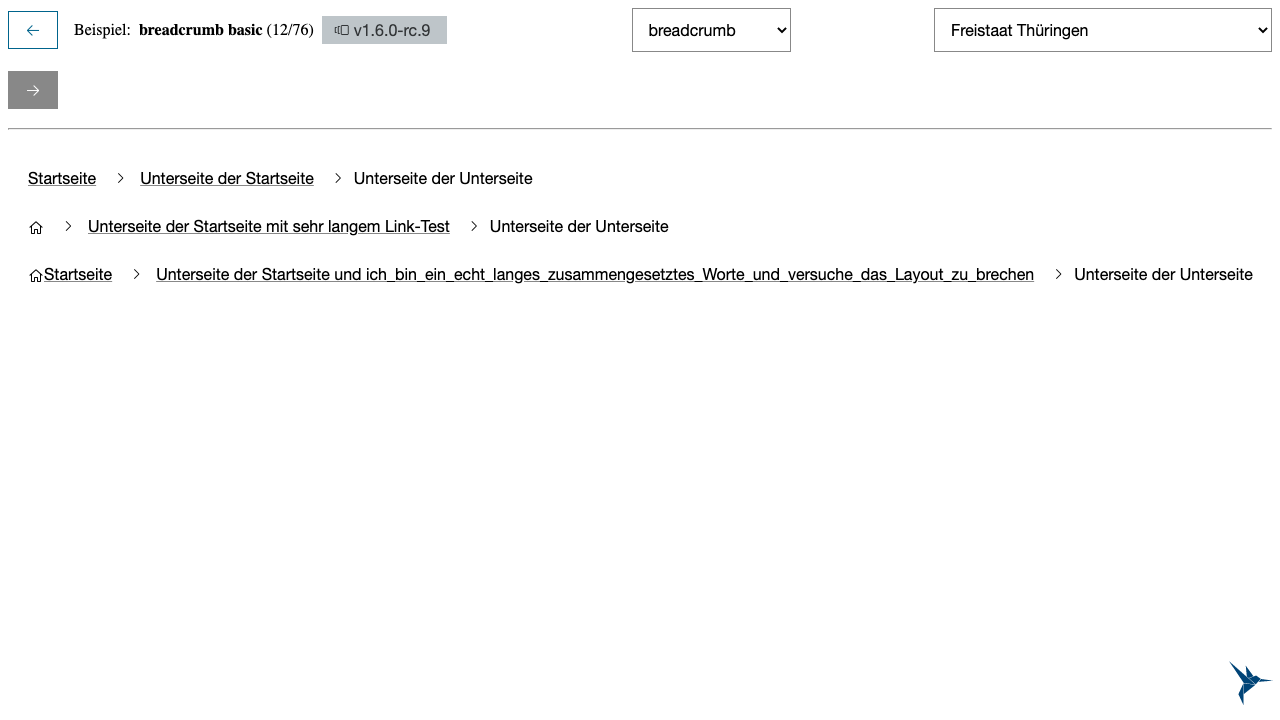 Beispiel: breadcrumb basic (12/76) v1.6.0-rc.9 breadcrumb Freistaat Thüringen
Startseite Unterseite der Startseite Unterseite der Unterseite
Unterseite der Startseite mit sehr langem Link-Test Unterseite der Unterseite
Startseite Unterseite der Startseite und ich_bin_ein_echt_langes_zusammengesetztes_Worte_und_versuche_das_Layout_zu_brechen Unterseite der Unterseite